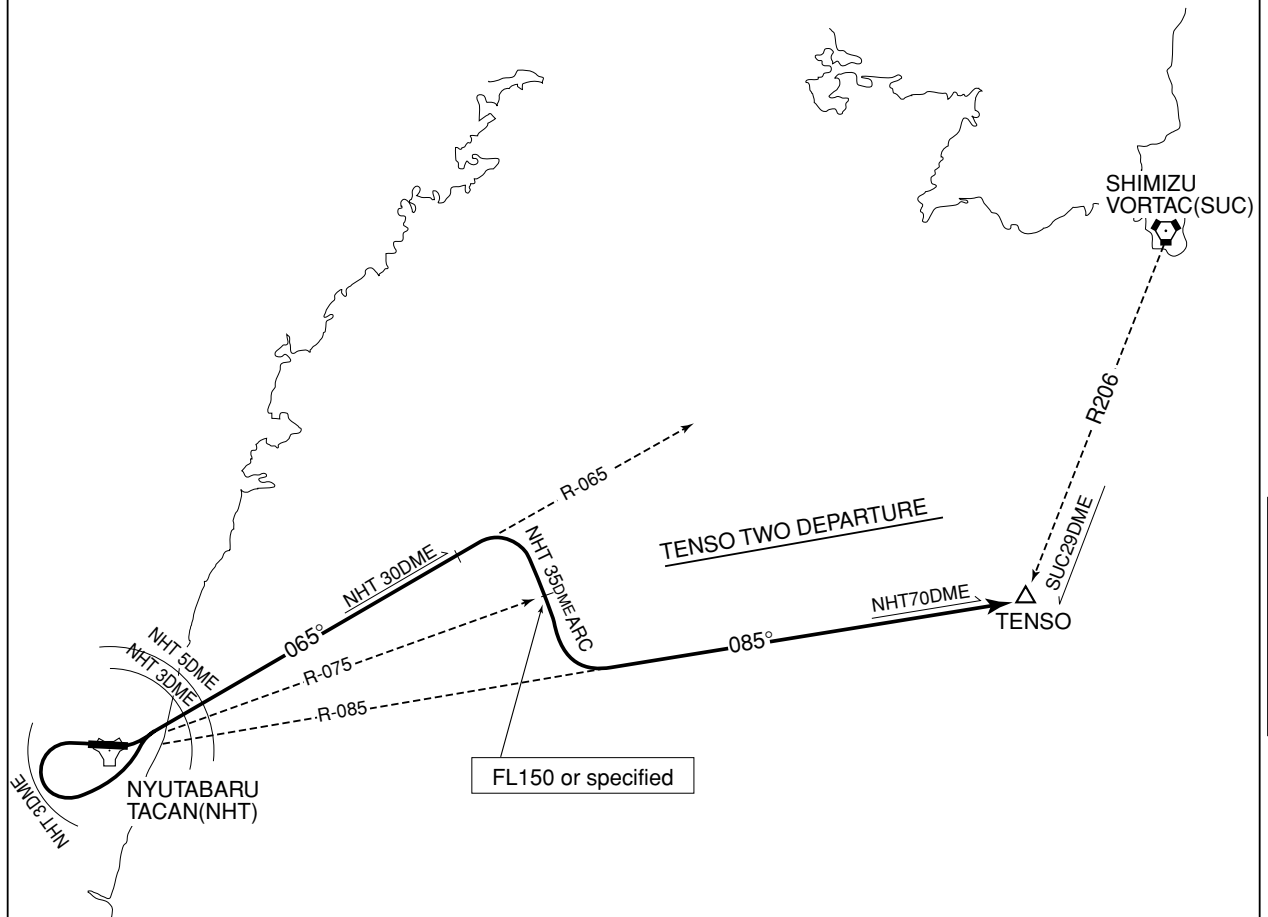 SHIMIZU
VORTAC(SUC)
R206
R-065
TENSO TWO DEPARTURE
SUC29DME
NHT 30DME
NHT 35DME ARC
NHT70DME
TENSO
065°
085°
NHT 5DME
NHT 3DME
R-075
R-085
FL150 or specified
NYUTABARU
TACAN(NHT)
NHT 3DME